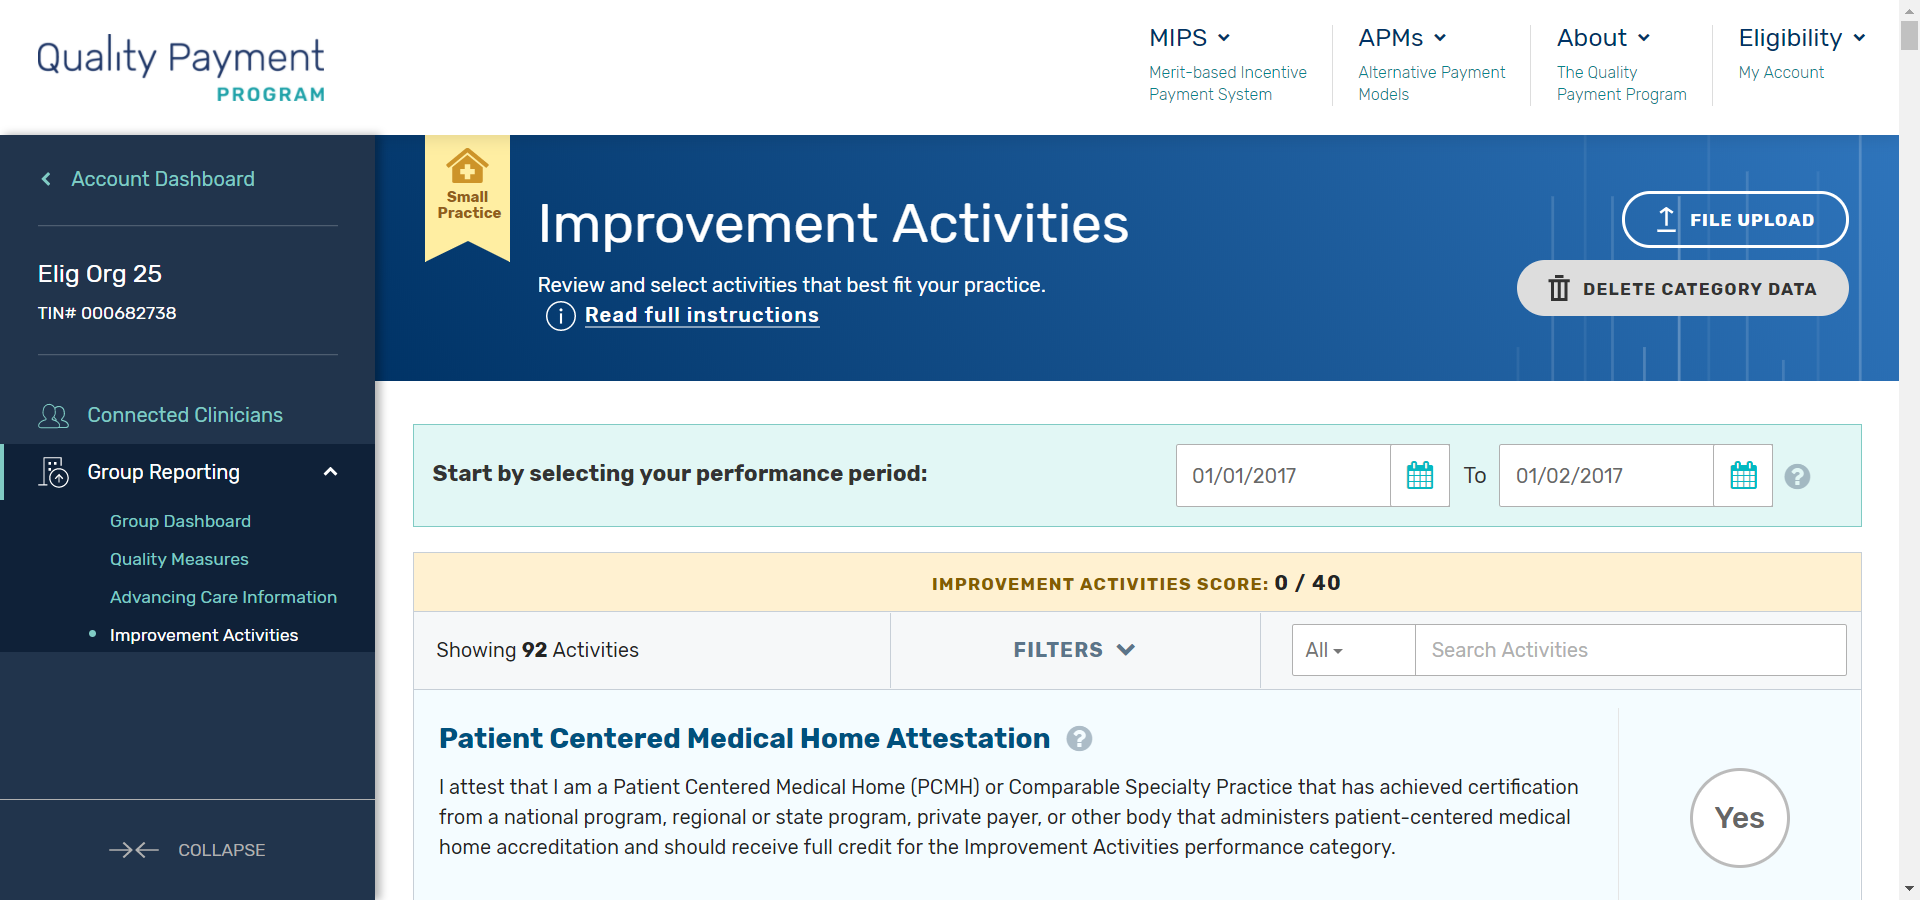 Quality Payment
PROGRAM
MIPS
Merit-based Incentive
Payment System
APMs
Alternative Payment
Models
About
The Quality
Payment Program
Eligibility
My Account
Account Dashboard
Elig Org 25
TIN# 000682738
Connected Clinicians
Group Reporting
Group Dashboard
Quality Measures
Advancing Care Information
Improvement Activities
COLLAPSE
Small
Practice
Improvement Activities
Review and select activities that best fit your practice.
Read full instructions
FILE UPLOAD
DELETE CATEGORY DATA
Start by selecting your performance period:
01/01/2017
To
01/02/2017
IMPROVEMENT ACTIVITIES SCORE: 0 / 40
Showing 92 Activities
FILTERS
All
Search Activities
Patient Centered Medical Home Attestation
I attest that I am a Patient Centered Medical Home (PCMH) or Comparable Specialty Practice that has achieved certification
from a national program, regional or state program, private payer, or other body that administers patient-centered medical
home accreditation and should receive full credit for the Improvement Activities performance category.
Yes